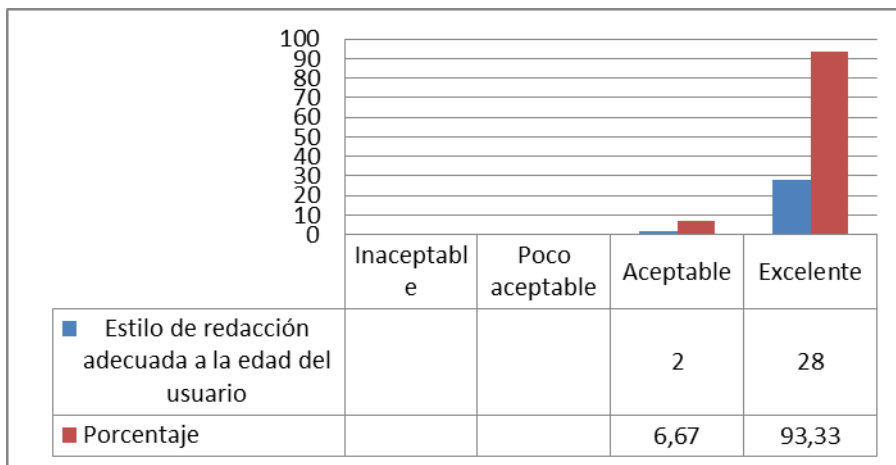 100
90
80
70
60
50
40
30
20
10
0
Inaceptabl
e
Poco
aceptable
Aceptable
Excelente
Estilo de redacción
adecuada a la edad del
usuario
2
28
Porcentaje
6,67
93,33